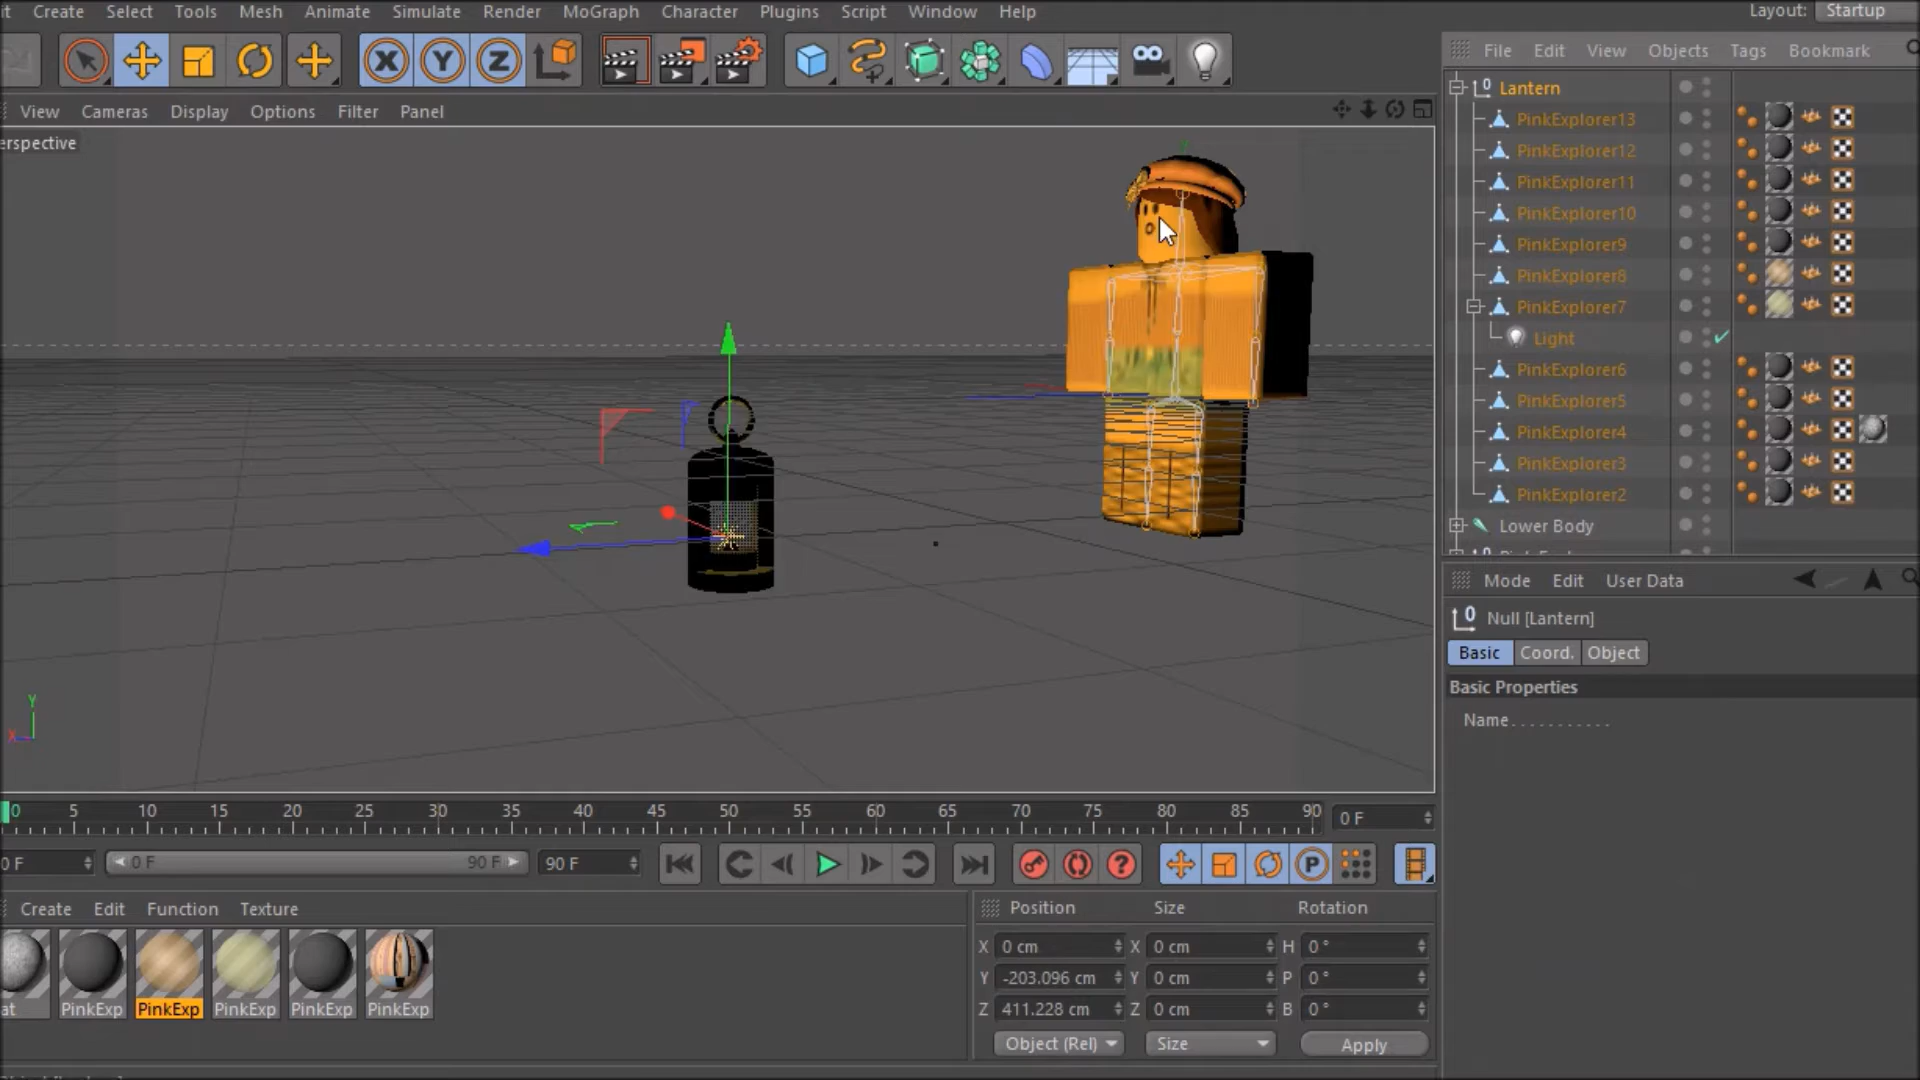 Create Select Tools Mesh Animate Simulate Render MoGraph Character Plugins Script Window Help
Layout: Startup
X Y Z
File Edit View Objects Tags Bookmark
View Cameras Display Options Filter Panel
erspective
Lantern
PinkExplorer13
PinkExplorer12
PinkExplorer11
PinkExplorer10
PinkExplorer9
PinkExplorer8
PinkExplorer7
Light
PinkExplorer6
PinkExplorer5
PinkExplorer4
PinkExplorer3
PinkExplorer2
Lower Body
Mode Edit User Data
Null [Lantern]
Basic Coord. Object
Basic Properties
Name
Y
X
0 5 10 15 20 25 30 35 40 45 50 55 60 65 70 75 80 85 90
0 F
0 F 0 F 90 F 90 F
P
Create Edit Function Texture
at PinkExp PinkExp PinkExp PinkExp PinkExp
Position Size Rotation
X 0 cm X 0 cm H 0 °
Y -203.096 cm Y 0 cm P 0 °
Z 411.228 cm Z 0 cm B 0 °
Object (Rel) Size Apply